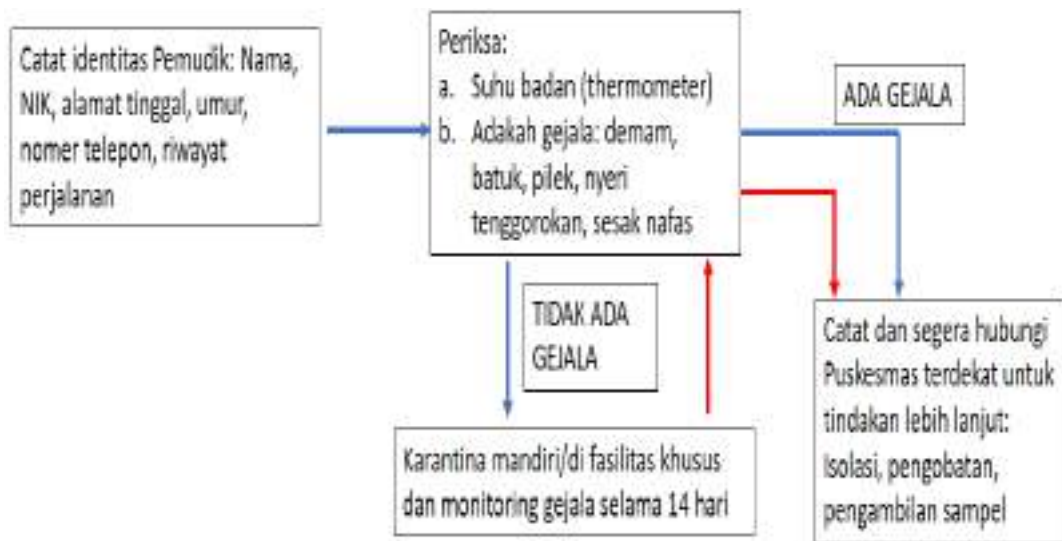 Catat identitas Pemudik: Nama,
NIK, alamat tinggal, umur,
nomer telepon, riwayat
perjalanan
Periksa:
a. Suhu badan (thermometer)
b. Adakah gejala: demam,
batuk, pilek, nyeri
tenggorokan, sesak nafas
ADA GEJALA
TIDAK ADA
GEJALA
Karantina mandiri/di fasilitas khusus
dan monitoring gejala selama 14 hari
Catat dan segera hubungi
Puskesmas terdekat untuk
tindakan lebih lanjut:
Isolasi, pengobatan,
pengambilan sampel